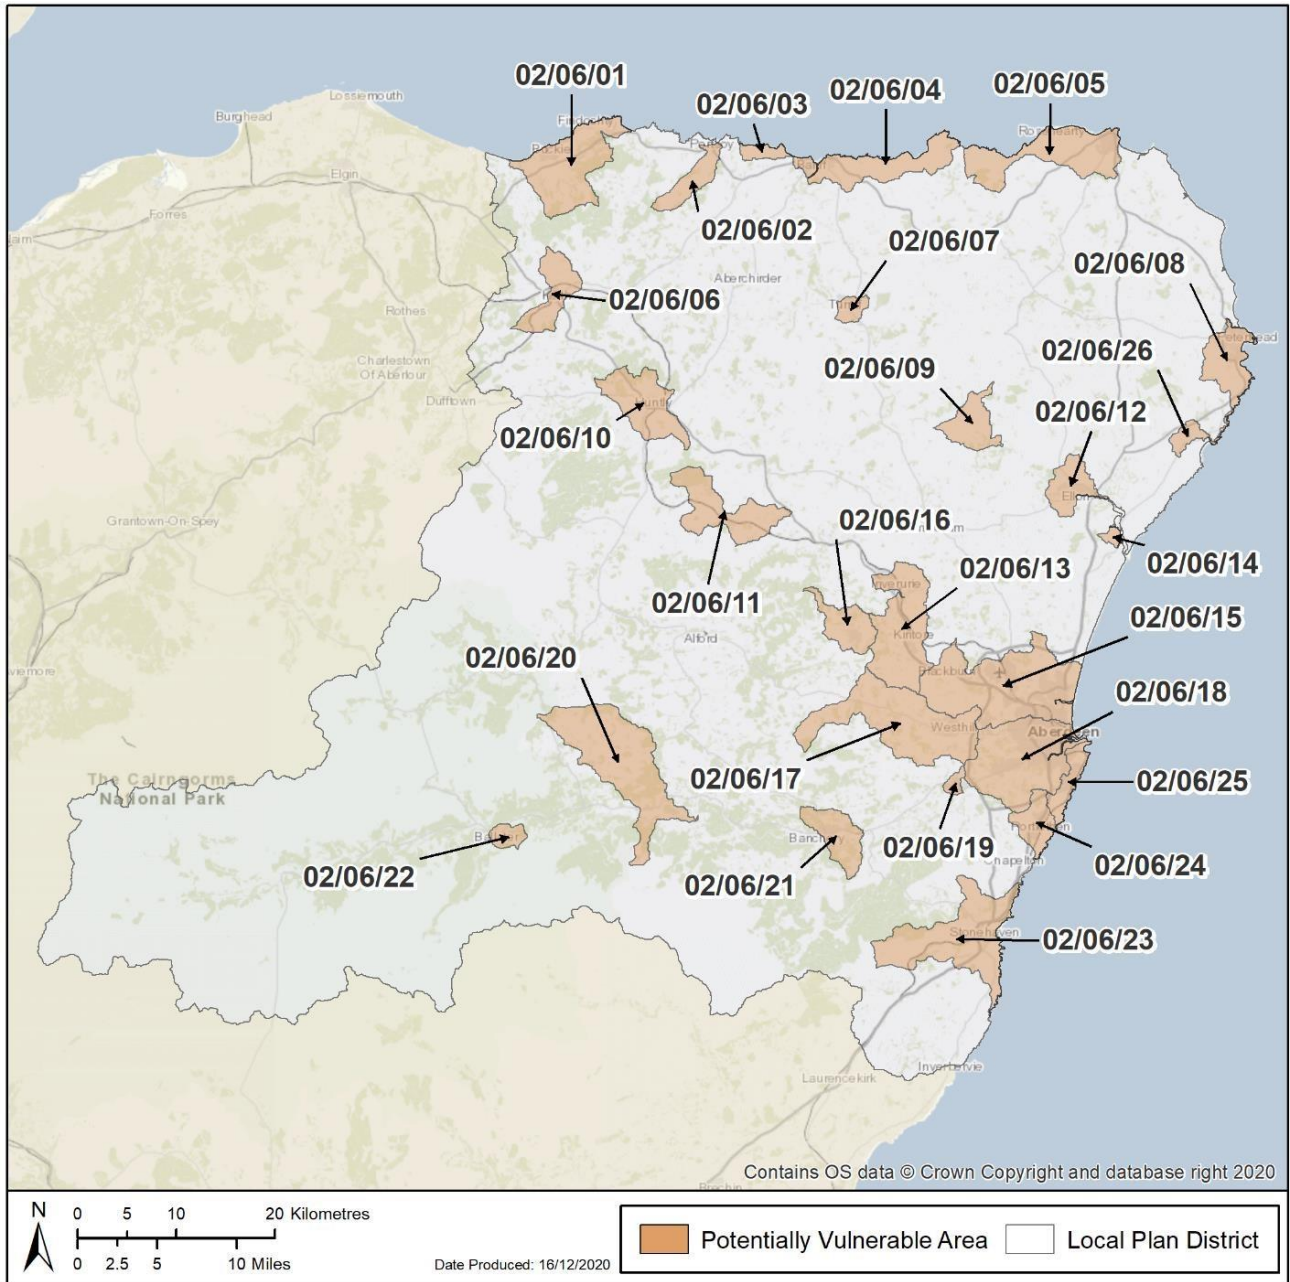 02/06/01
02/06/03
02/06/04
02/06/05
Lossiemouth
Burghead
Elgin
Forres
02/06/02
02/06/07
02/06/08
Aberchirder
02/06/06
Rothes
02/06/26
Charlestown
Of Aberlour
02/06/09
Dufftown
02/06/12
02/06/10
Grantown-On-Spey
02/06/16
02/06/14
02/06/13
02/06/11
Inverurie
Kintore
Alford
02/06/15
02/06/20
Blackburn
02/06/18
Aberdeen
The Cairngorms
National Park
02/06/17
02/06/25
02/06/19
02/06/24
02/06/22
02/06/21
Stonehaven
02/06/23
Inverbervie
Laurencekirk
Contains OS data © Crown Copyright and database right 2020
N
0 5 10 20 Kilometres
0 2.5 5 10 Miles
Date Produced: 16/12/2020
Potentially Vulnerable Area
Local Plan District